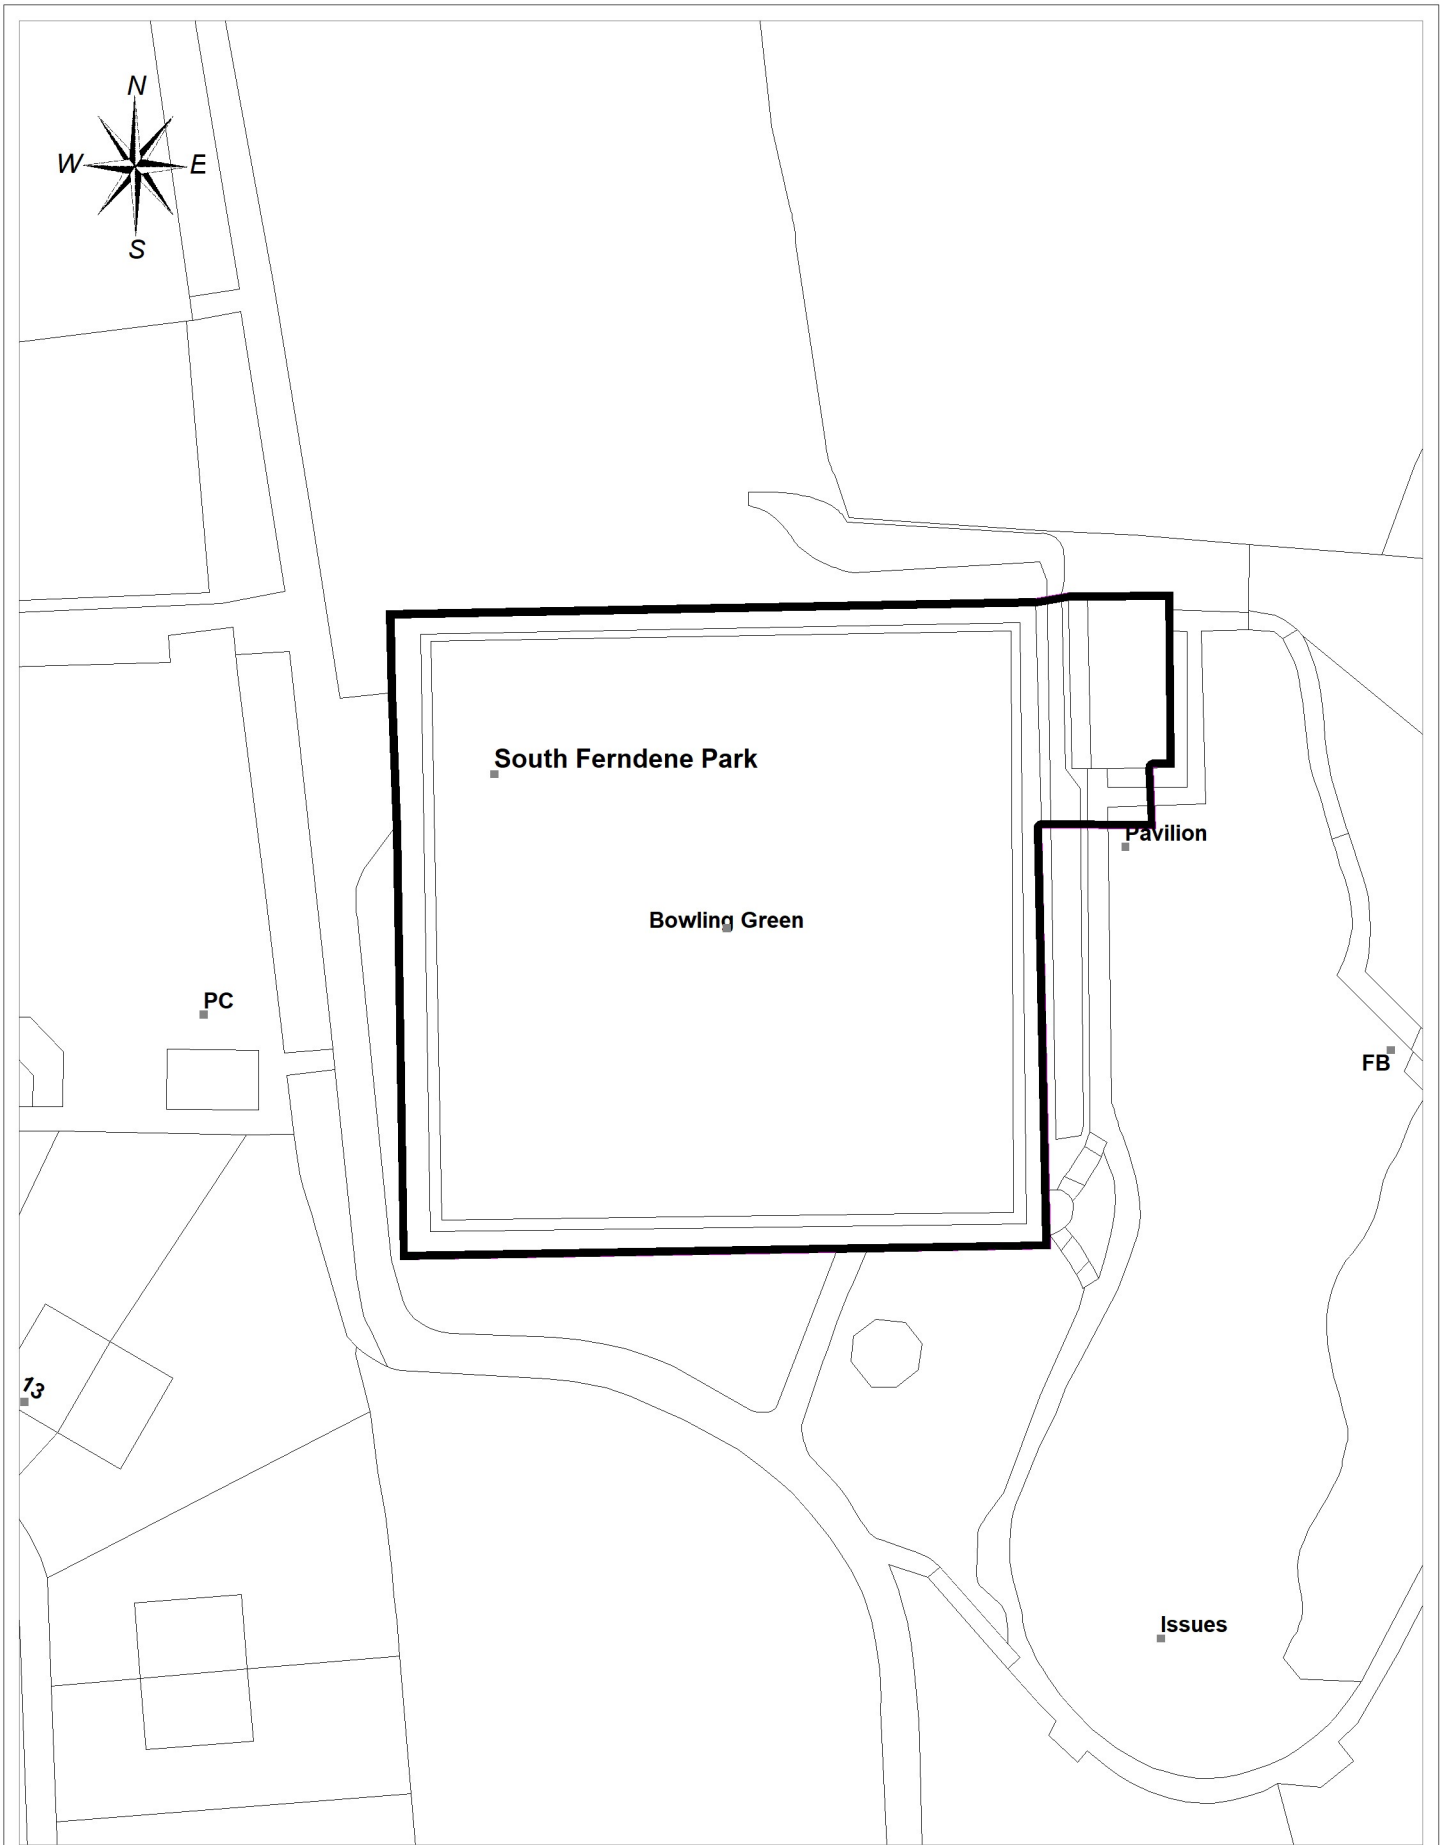 N
W E
S
South Ferndene Park
Pavilion
Bowling Green
PC
FB
13
Issues